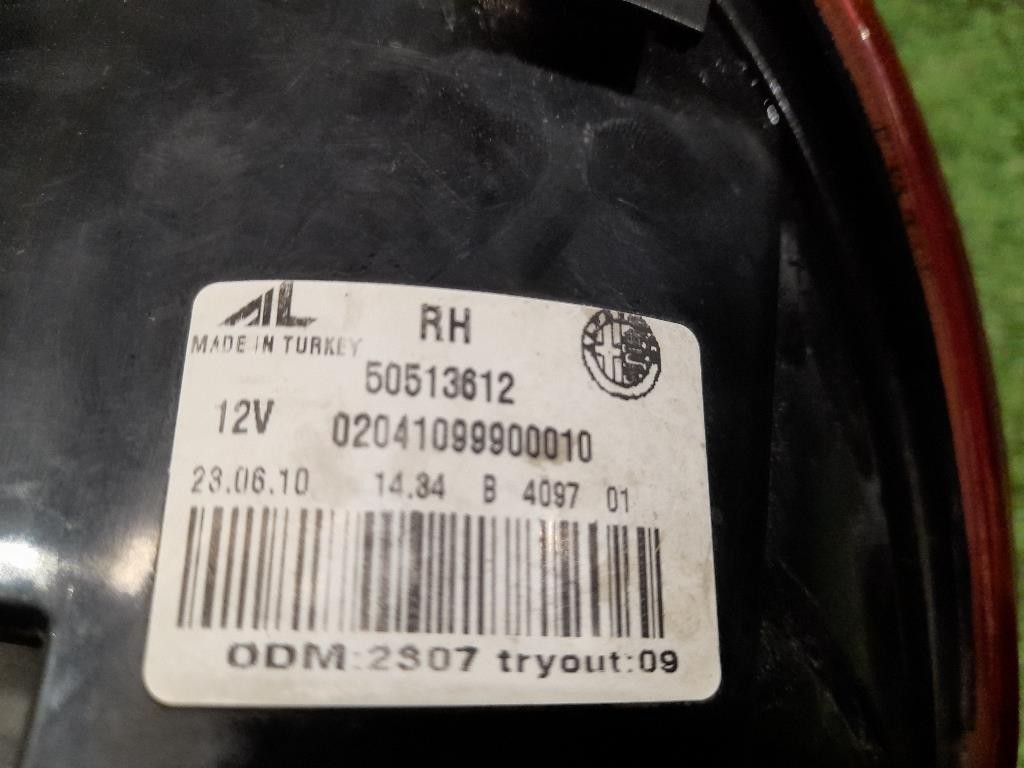 AL RH
MADE IN TURKEY
50513612
12V 02041099900010
23.06.10 14.34 B 4097 01
ODM:2S07 tryout:09